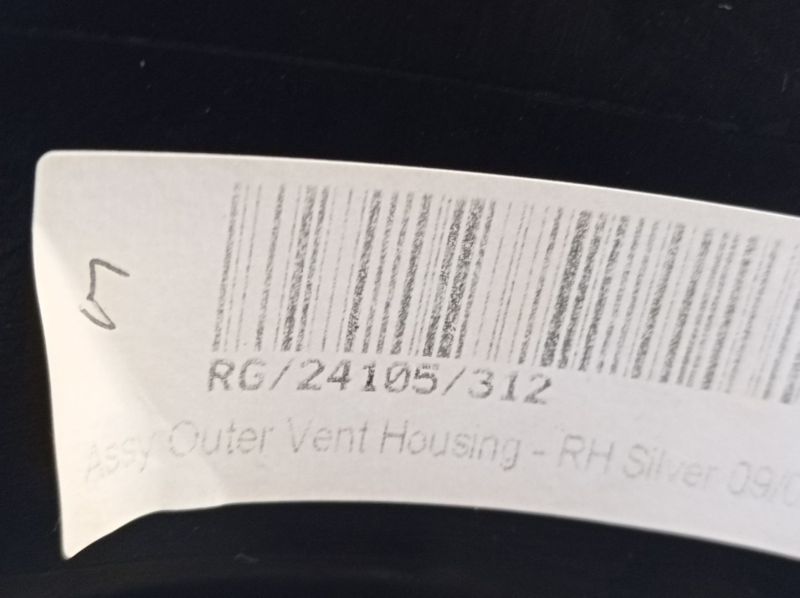 RG/24105/312
Assy Outer Vent Housing - RH Silver 09/0